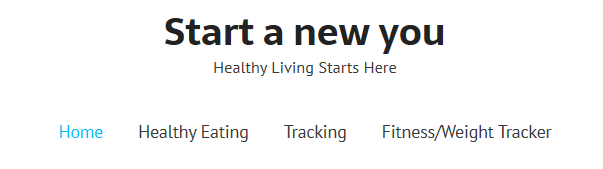 Start a new you
Healthy Living Starts Here
Home Healthy Eating Tracking Fitness/Weight Tracker